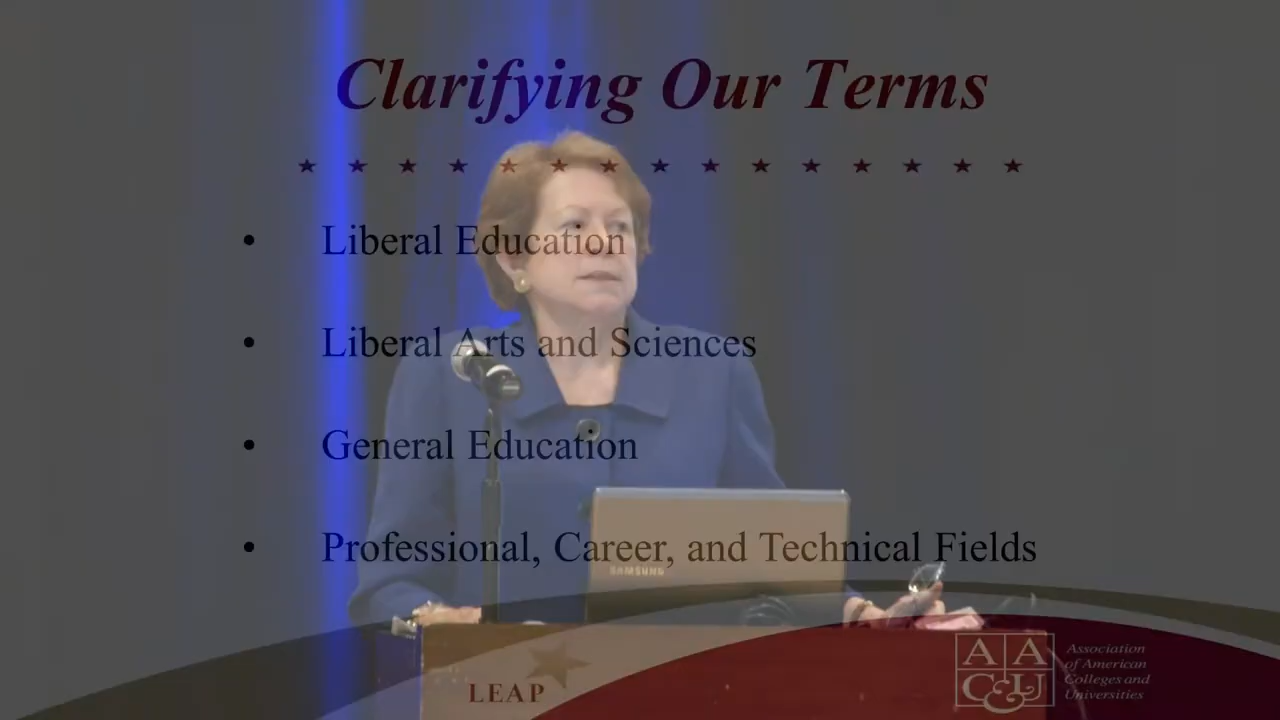 Clarifying Our Terms
• Liberal Education
• Liberal Arts and Sciences
• General Education
• Professional, Career, and Technical Fields
SAMSUNG
LEAP
AAC&U
Association
of American
Colleges and
Universities